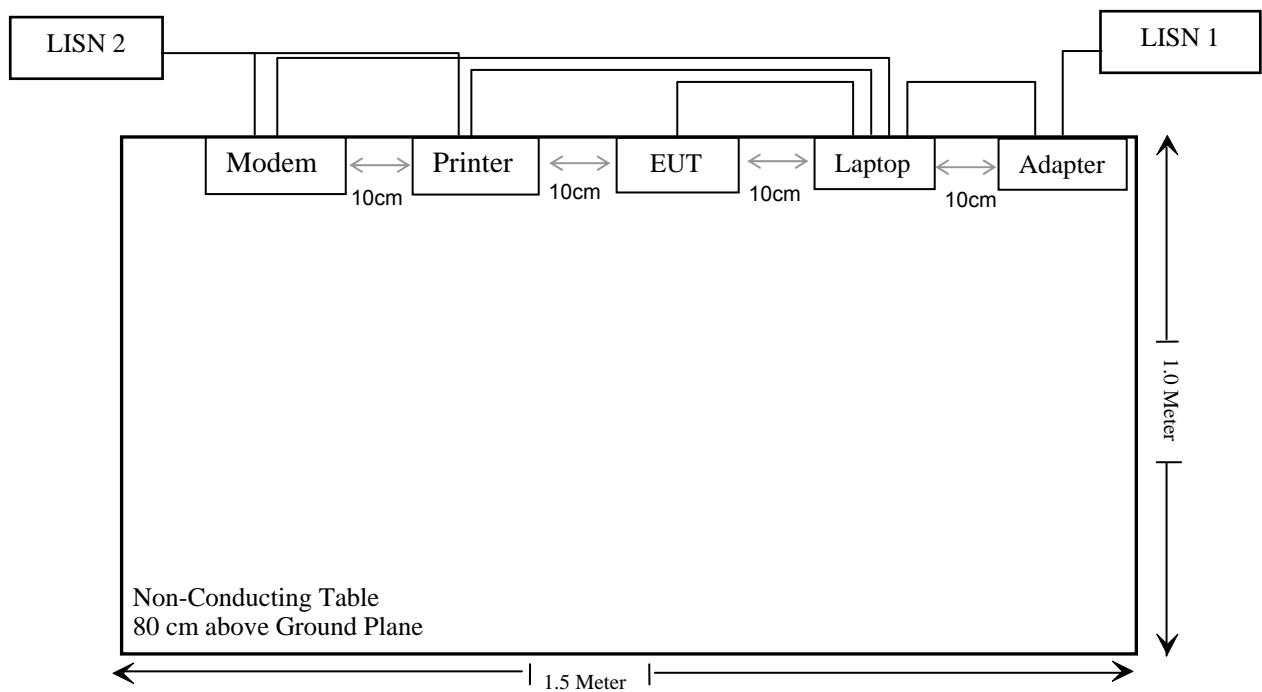 LISN 2
LISN 1
Modem
Printer
EUT
Laptop
Adapter
10cm
10cm
10cm
10cm
1.0 Meter
Non-Conducting Table
80 cm above Ground Plane
1.5 Meter